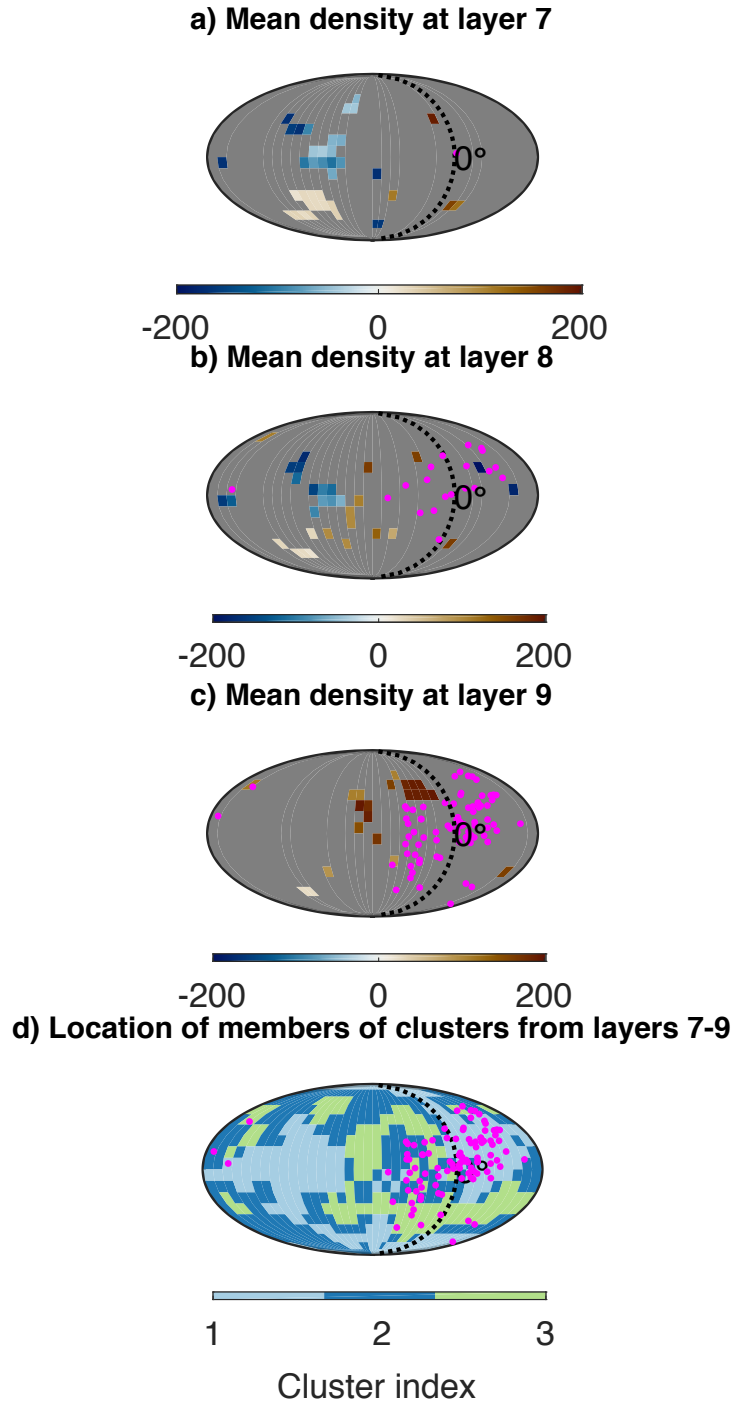 a) Mean density at layer 7
0°
-200 0 200
b) Mean density at layer 8
0°
-200 0 200
c) Mean density at layer 9
0°
-200 0 200
d) Location of members of clusters from layers 7-9
0°
1 2 3
Cluster index